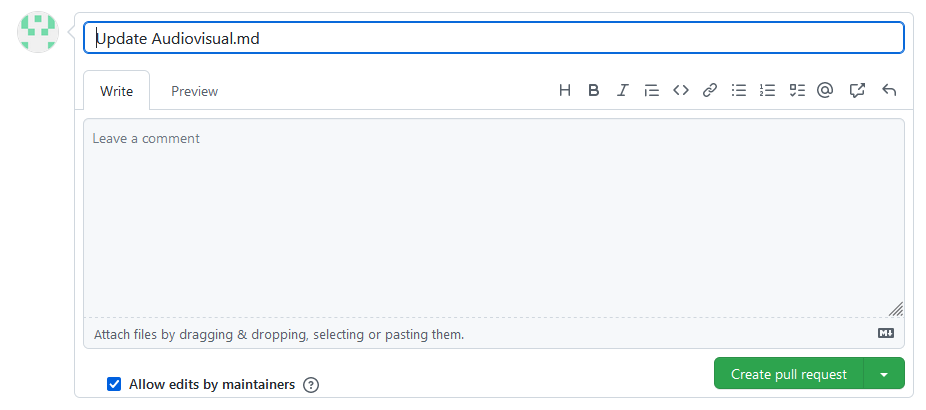 Update Audiovisual.md
Write Preview
Leave a comment
Attach files by dragging & dropping, selecting or pasting them.
Allow edits by maintainers
Create pull request